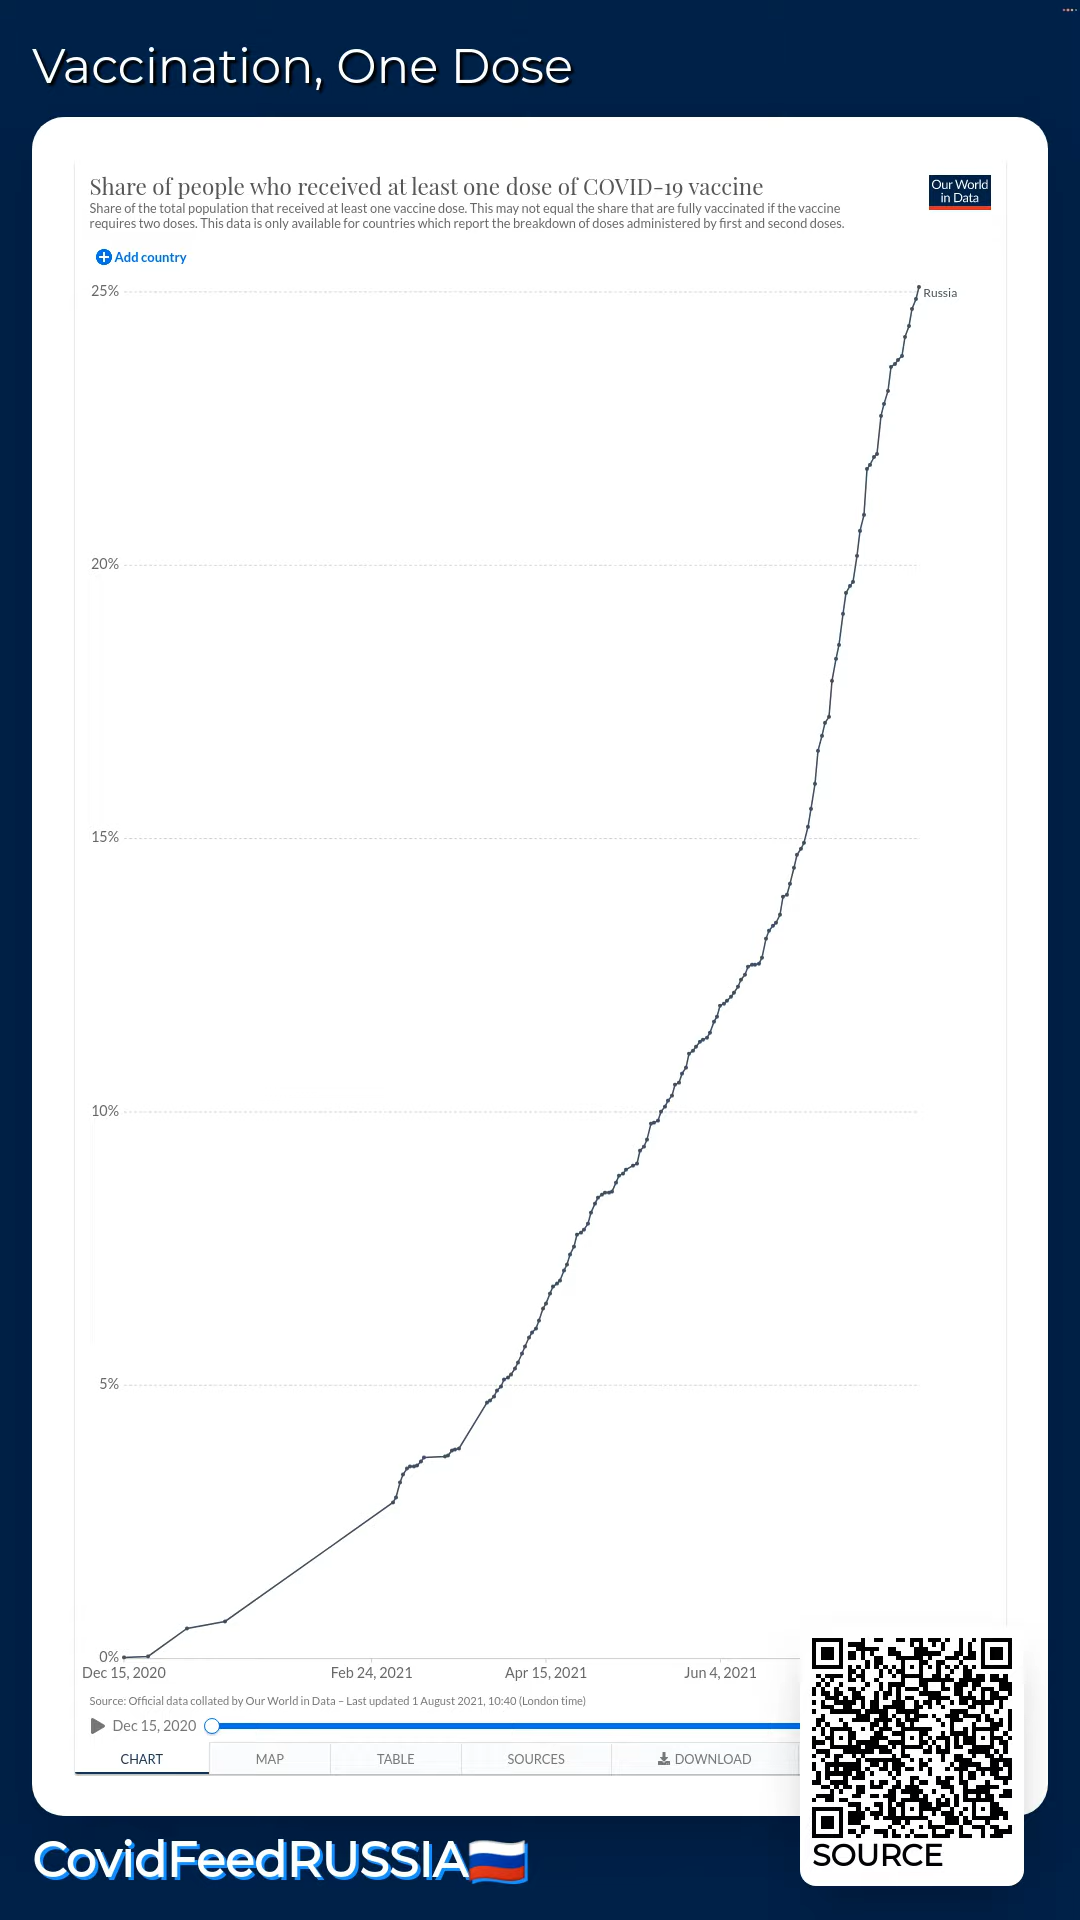 Vaccination, One Dose
Share of people who received at least one dose of COVID-19 vaccine
Our World
in Data
Share of the total population that received at least one vaccine dose. This may not equal the share that are fully vaccinated if the vaccine
requires two doses. This data is only available for countries which report the breakdown of doses administered by first and second doses.
Add country
25%
Russia
20%
15%
10%
5%
0%
Dec 15, 2020 Feb 24, 2021 Apr 15, 2021 Jun 4, 2021
Source: Official data collated by Our World in Data – Last updated 1 August 2021, 10:40 (London time)
Dec 15, 2020
CHART MAP TABLE SOURCES DOWNLOAD
CovidFeedRUSSIA
SOURCE